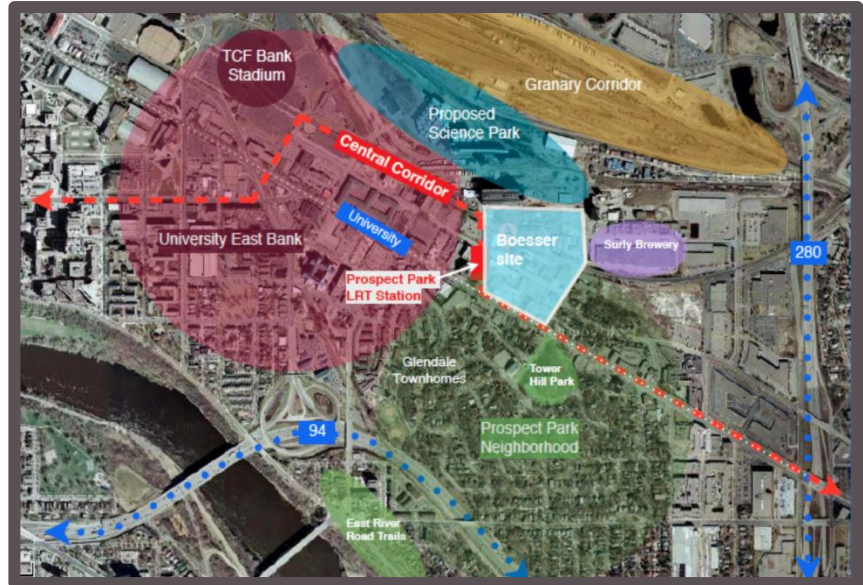 TCF Bank
Stadium
Granary Corridor
Proposed
Science Park
Central Corridor
University
University East Bank
Boesser
site
Surly Brewery
280
Prospect Park
LRT Station
Glendale
Townhomes
Tower
Hill Park
94
Prospect Park
Neighborhood
East River
Road Trails